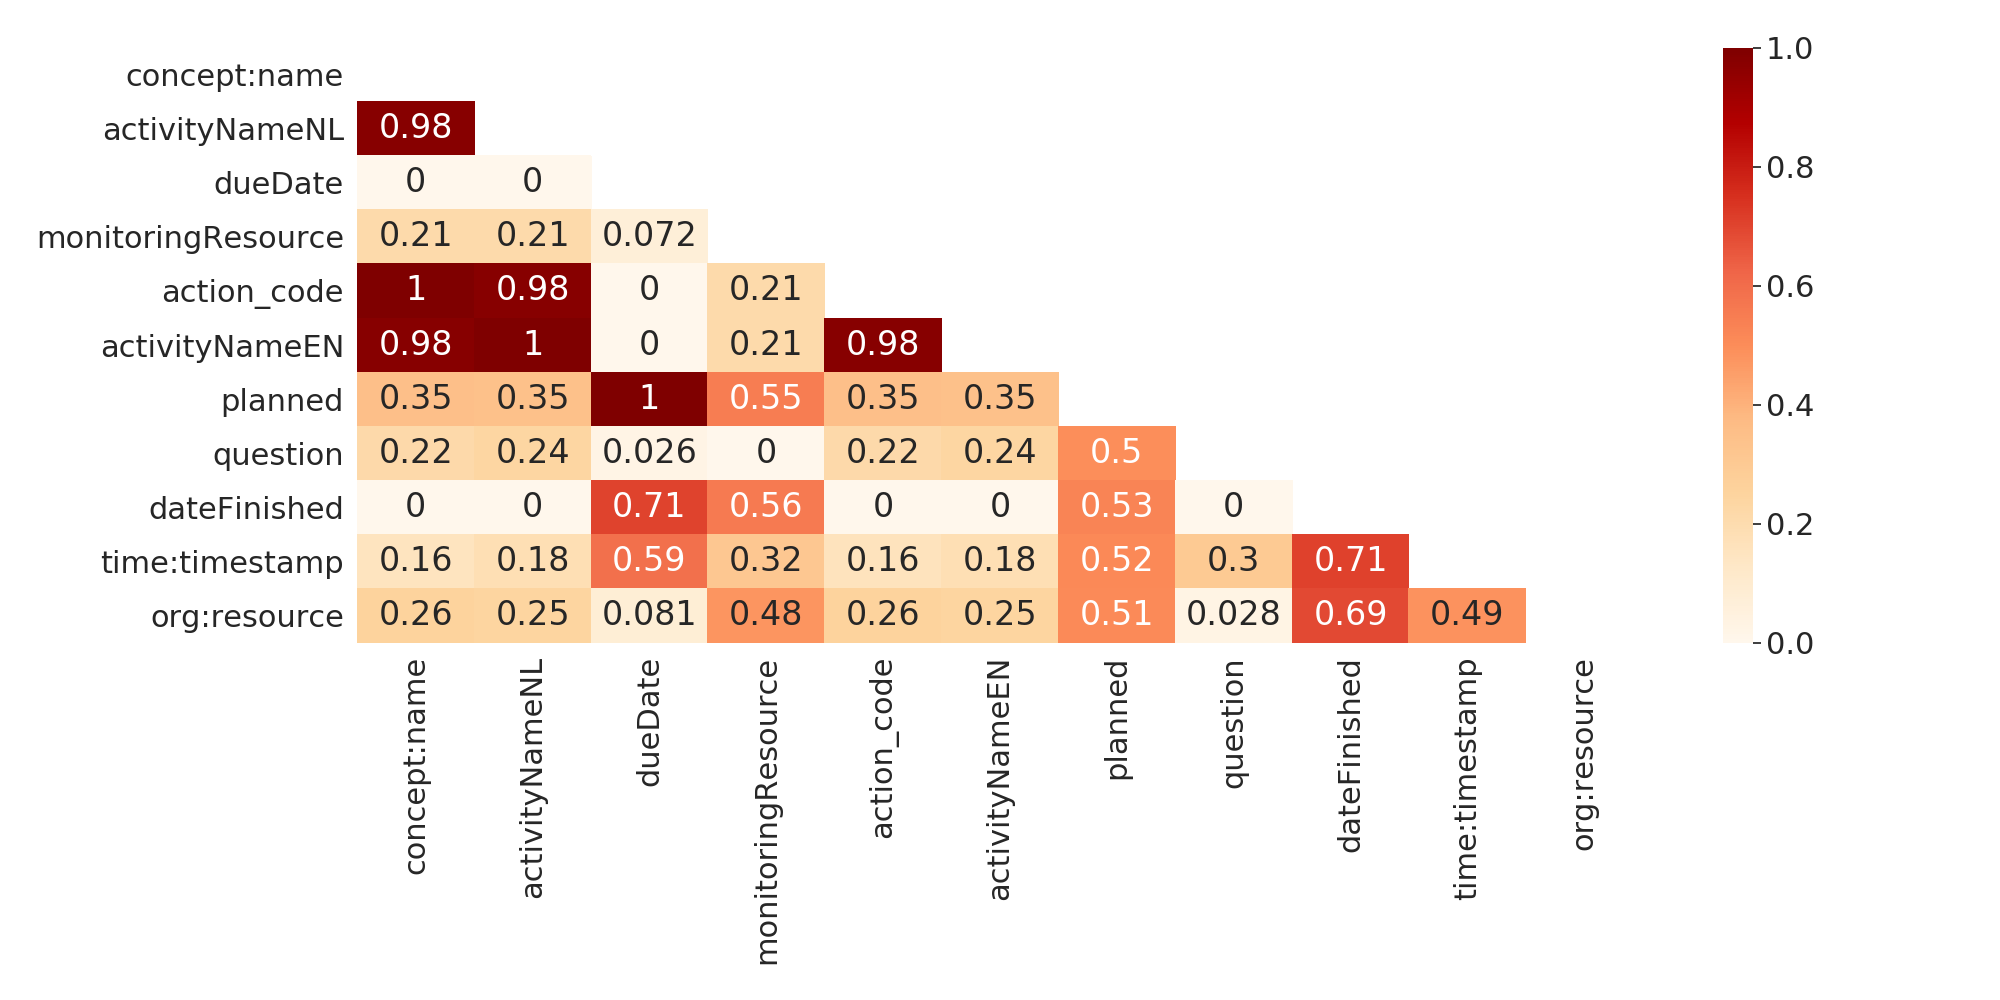 concept:name
activityNameNL 0.98
dueDate 0 0
monitoringResource 0.21 0.21 0.072
action_code 1 0.98 0 0.21
activityNameEN 0.98 1 0 0.21 0.98
planned 0.35 0.35 1 0.55 0.35 0.35
question 0.22 0.24 0.026 0 0.22 0.24 0.5
dateFinished 0 0 0.71 0.56 0 0 0.53 0
time:timestamp 0.16 0.18 0.59 0.32 0.16 0.18 0.52 0.3 0.71
org:resource 0.26 0.25 0.081 0.48 0.26 0.25 0.51 0.028 0.69 0.49
concept:name
activityNameNL
dueDate
monitoringResource
action_code
activityNameEN
planned
question
dateFinished
time:timestamp
org:resource
1.0
0.8
0.6
0.4
0.2
0.0